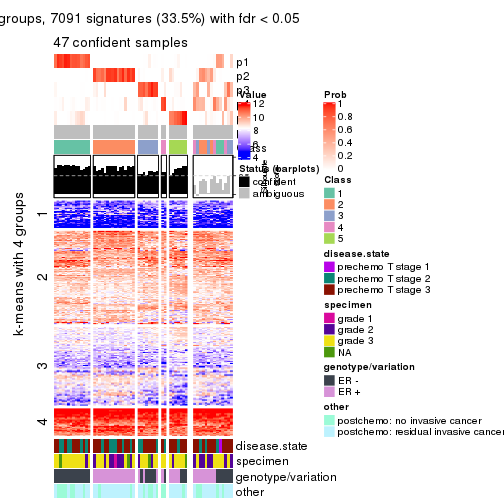 groups, 7091 signatures (33.5%) with fdr < 0.05
47 confident samples
p1
p2
p3
Value
12
10
8
6
4
Status (barplots)
confident
ambiguous
k-means with 4 groups
1
2
3
4
disease.state
specimen
genotype/variation
other
Prob
1
0.8
0.6
0.4
0.2
0
Class
1
2
3
4
5
disease.state
prechemo T stage 1
prechemo T stage 2
prechemo T stage 3
specimen
grade 1
grade 2
grade 3
NA
genotype/variation
ER -
ER +
other
postchemo: no invasive cancer
postchemo: residual invasive cancer